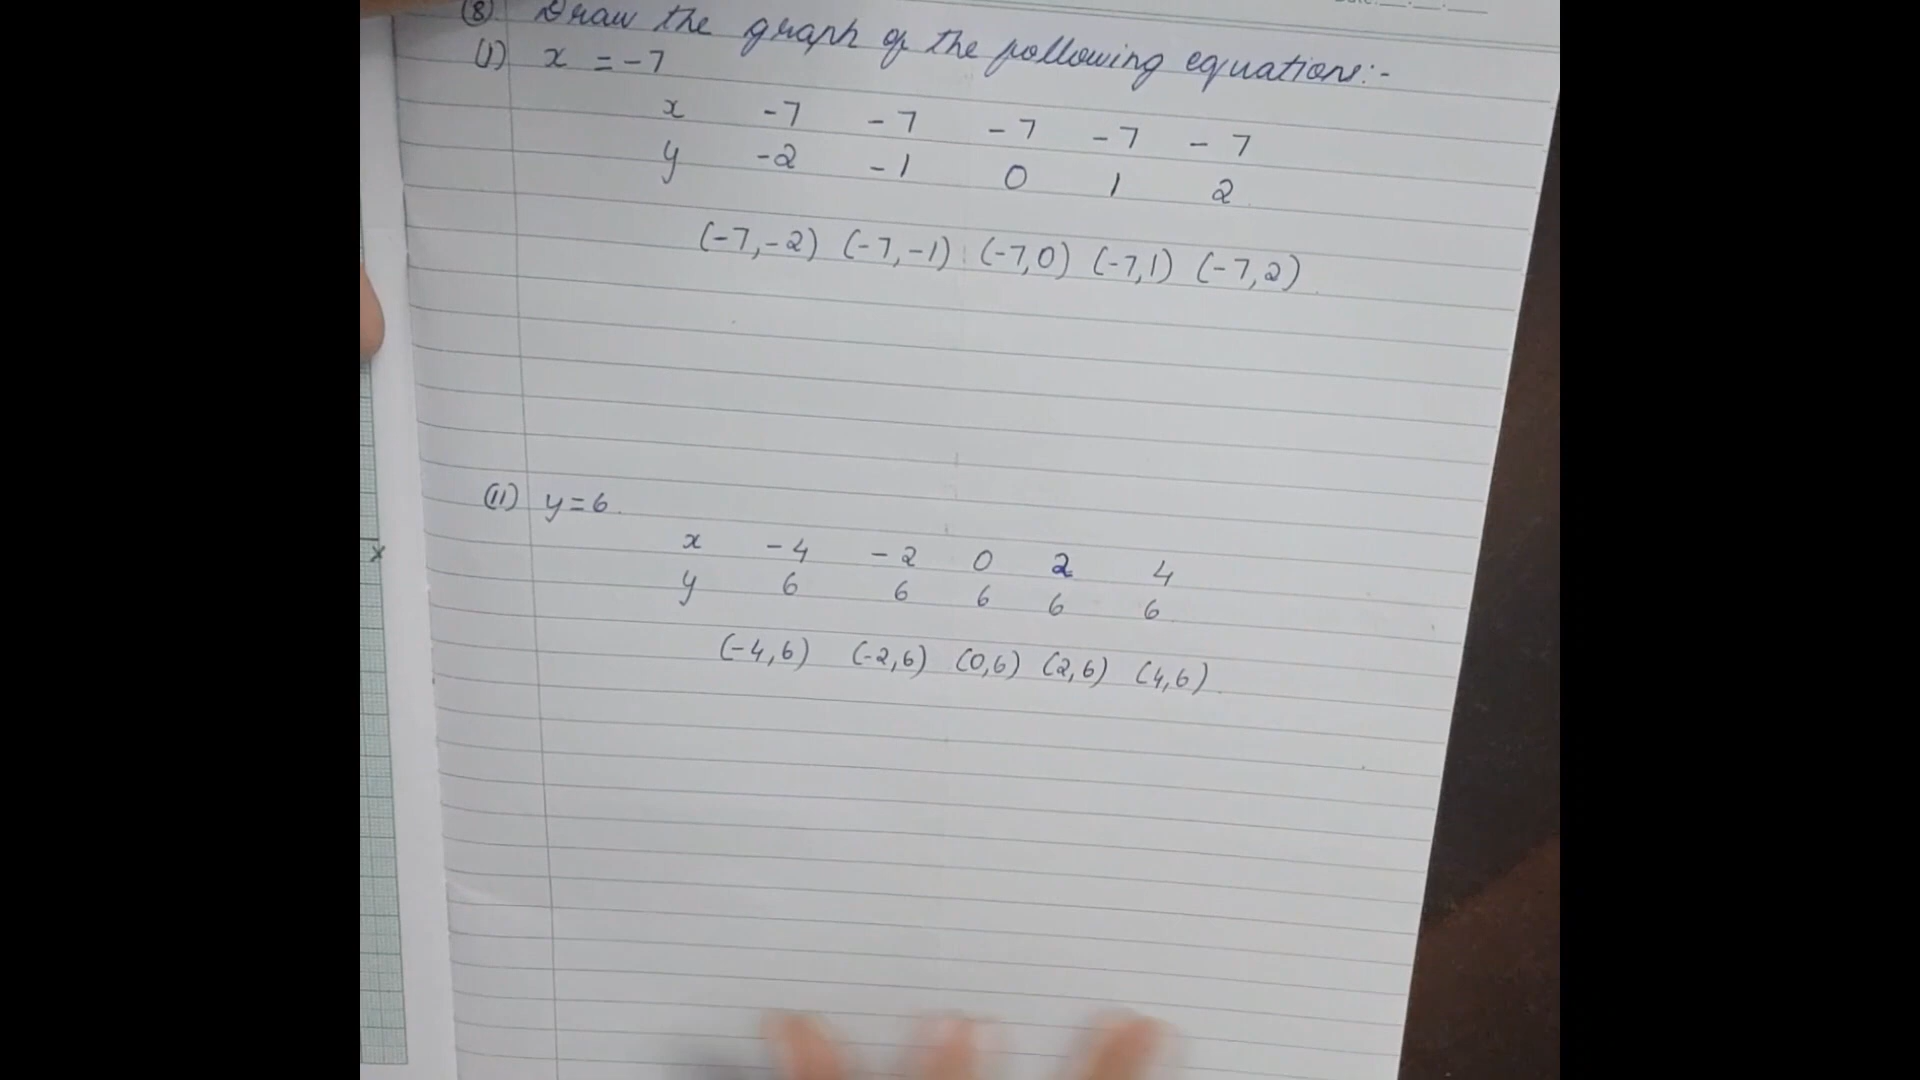 (8) Draw the graph of the following equations:-
(I) x = -7
x -7 -7 -7 -7 -7
y -2 -1 0 1 2
(-7,-2) (-7,-1) (-7,0) (-7,1) (-7,2)
(II) y=6
x -4 -2 0 2 4
y 6 6 6 6 6
(-4,6) (-2,6) (0,6) (2,6) (4,6)
x